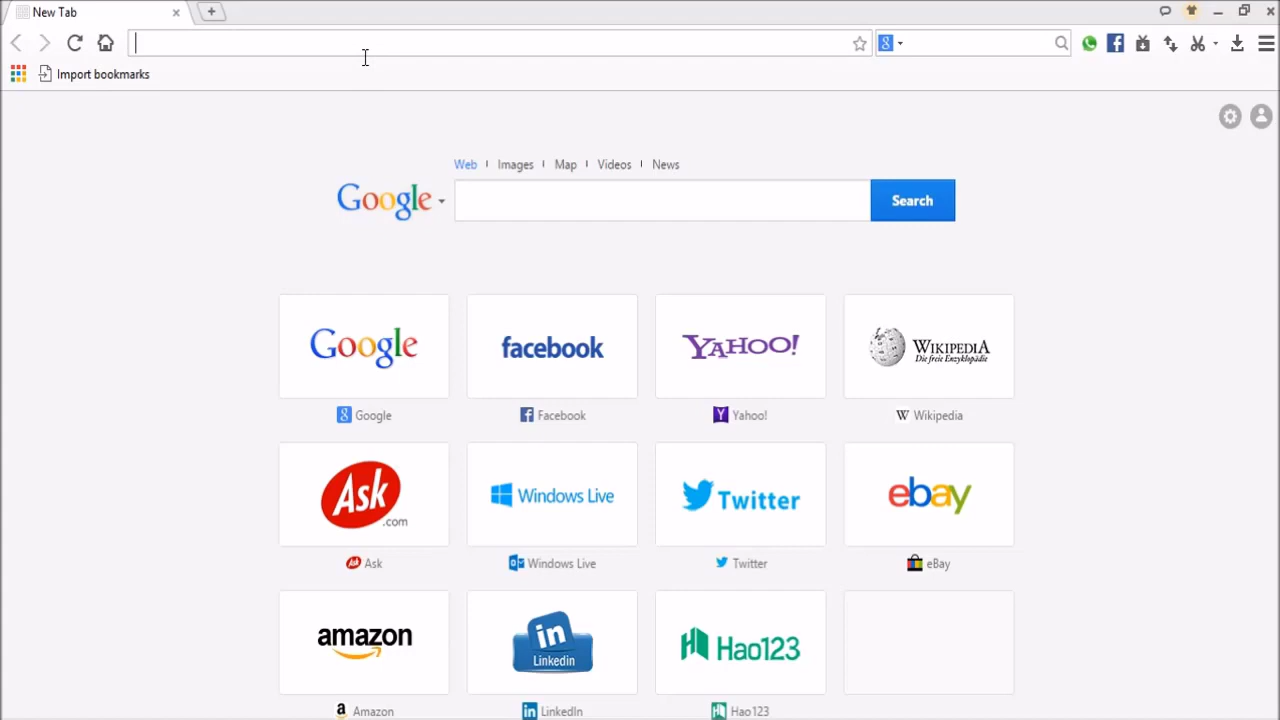 New Tab
Import bookmarks
Web Images Map Videos News
Google
Search
Google facebook YAHOO! WIKIPEDIA
Die freie Enzyklopädie
Google Facebook Yahoo! Wikipedia
Ask
.com
Windows Live Twitter ebay
Ask Windows Live Twitter eBay
amazon in Linkedin Hao123
Amazon LinkedIn Hao123